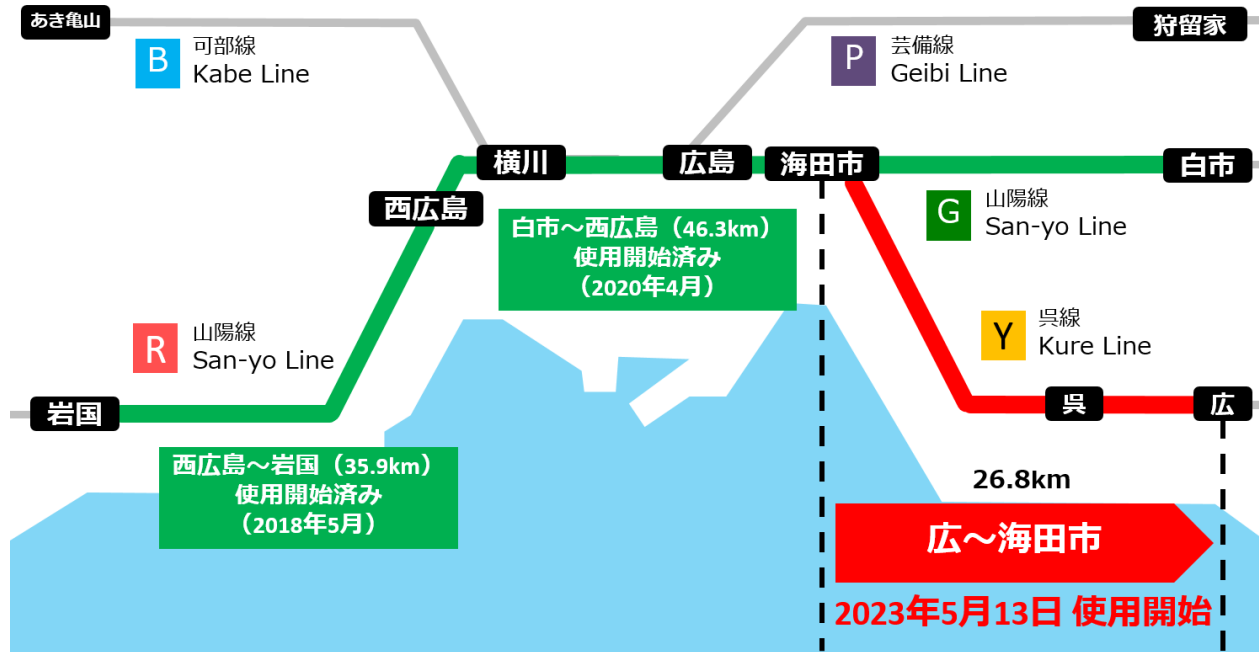 あき亀山
B
可部線
Kabe Line
P
芸備線
Geibi Line
狩留家
横川
広島
海田市
白市
西広島
白市～西広島（46.3km）
使用開始済み
（2020年4月）
G
山陽線
San-yo Line
R
山陽線
San-yo Line
Y
呉線
Kure Line
岩国
呉
広
西広島～岩国（35.9km）
使用開始済み
（2018年5月）
26.8km
広～海田市
2023年5月13日 使用開始